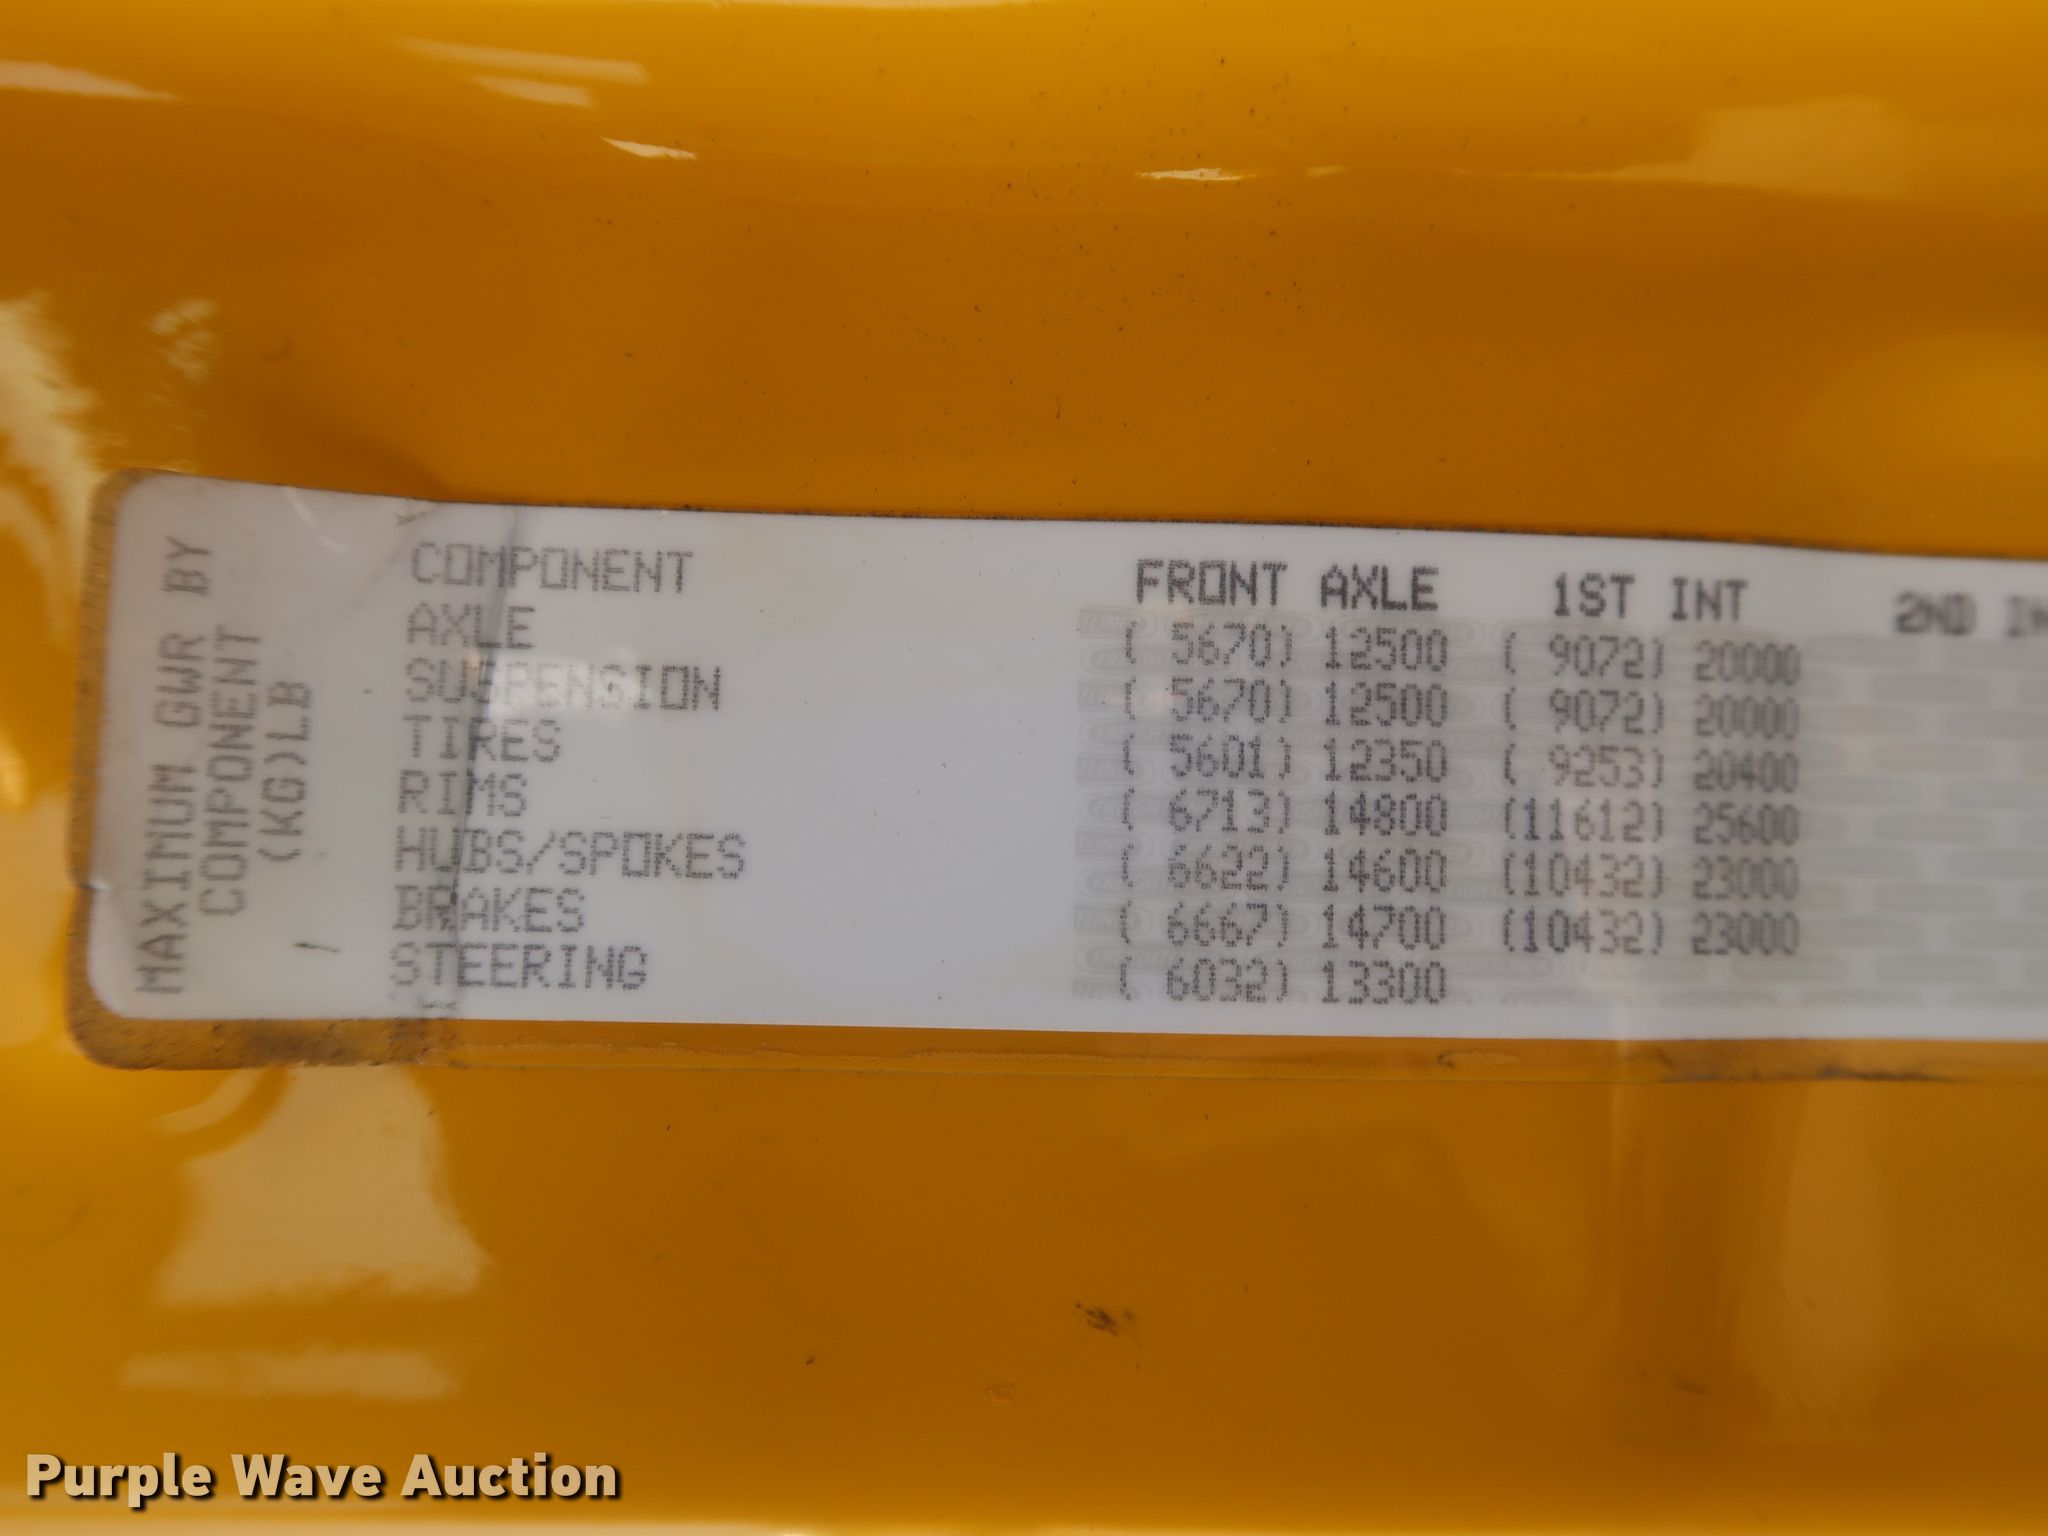 MAXIMUM GWR BY
COMPONENT
(KG)LB
COMPONENT FRONT AXLE 1ST INT 2ND
AXLE ( 5670) 12500 ( 9072) 20000
SUSPENSION ( 5670) 12500 ( 9072) 20000
TIRES ( 5601) 12350 ( 9253) 20400
RIMS ( 6713) 14800 (11612) 25600
HUBS/SPOKES ( 6622) 14600 (10432) 23000
BRAKES ( 6667) 14700 (10432) 23000
STEERING ( 6032) 13300
Purple Wave Auction